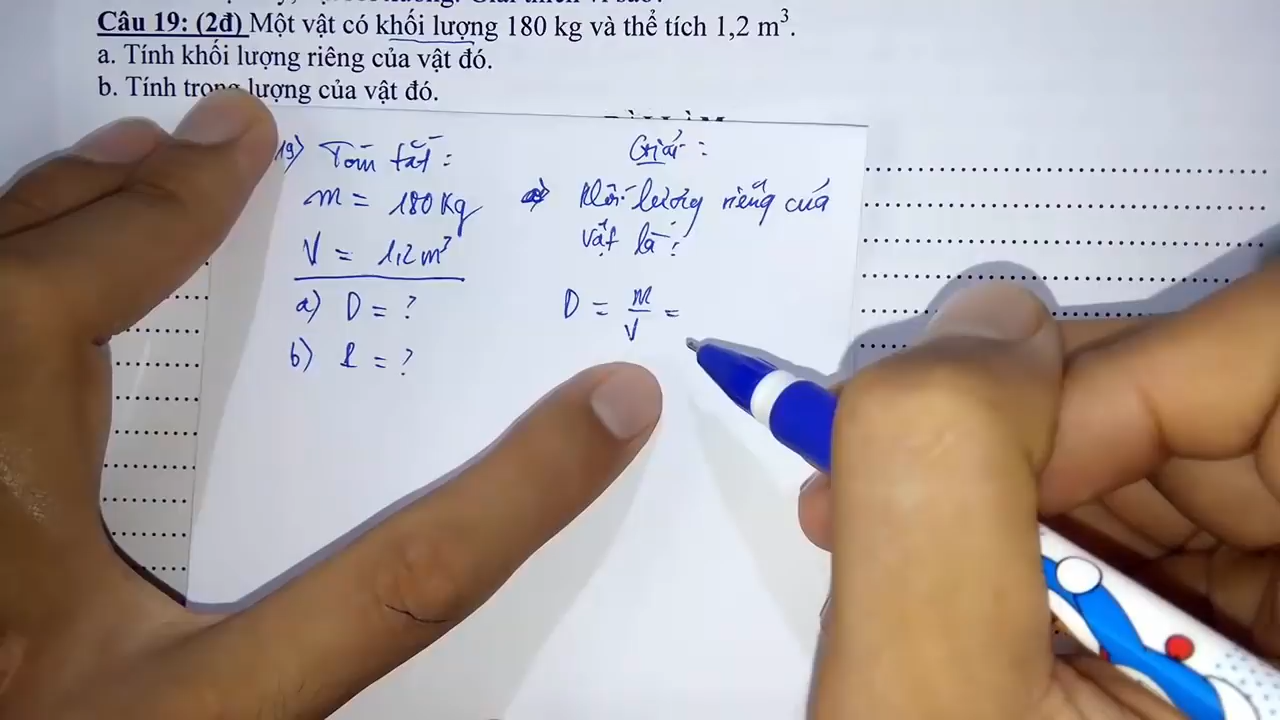 Câu 19: (2đ) Một vật có khối lượng 180 kg và thể tích 1,2 m³.
a. Tính khối lượng riêng của vật đó.
b. Tính trọng lượng của vật đó.
19) Tóm tắt:
m = 180 Kg
V = 1,2 m³
a) D = ?
b) P = ?
Giải:
a) Khối lượng riêng của
vật là:
D = m/V =